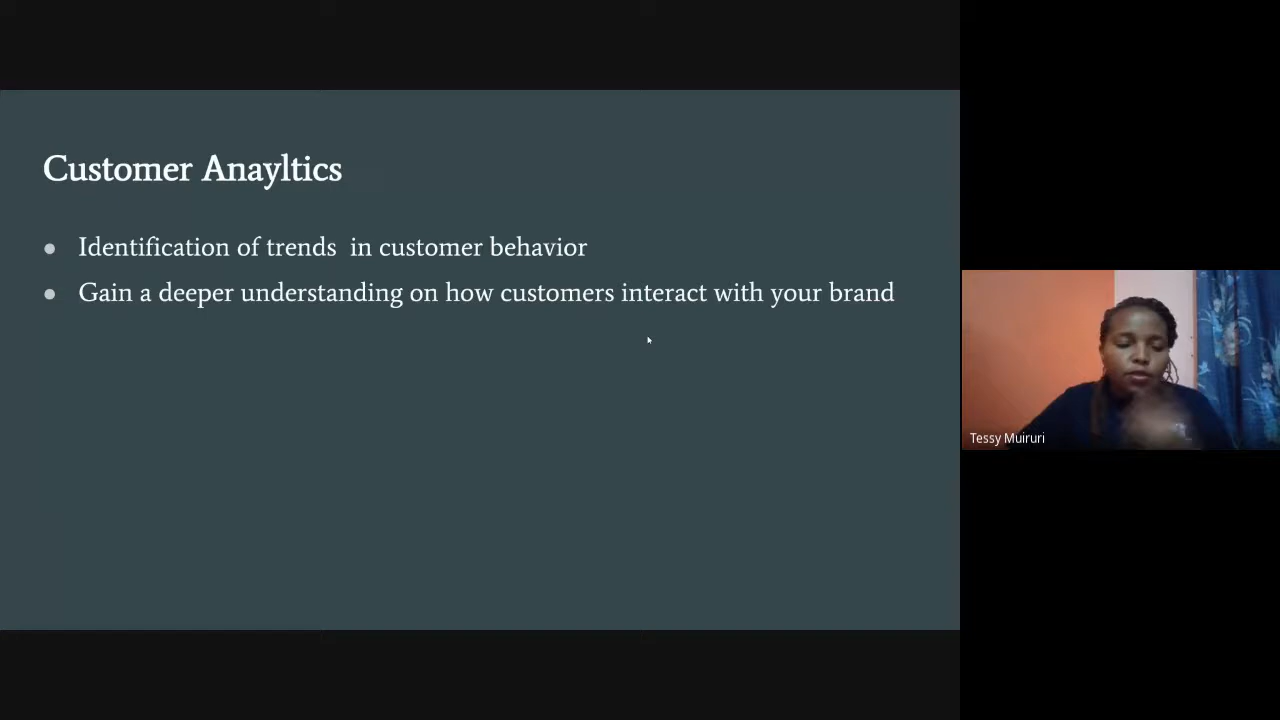 Customer Anayltics
● Identification of trends  in customer behavior
● Gain a deeper understanding on how customers interact with your brand
Tessy Muiruri